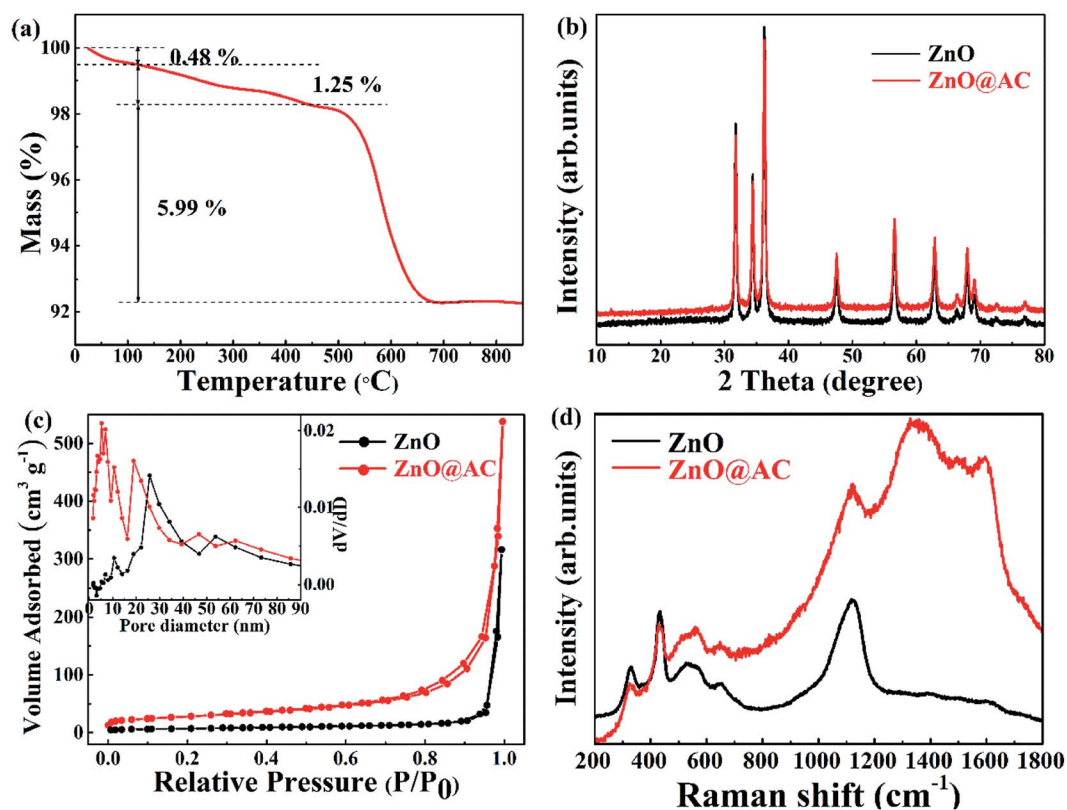 (a)
100
98
96
94
92
Mass (%)
0.48 %
1.25 %
5.99 %
0 100 200 300 400 500 600 700 800
Temperature (°C)
(b)
ZnO
ZnO@AC
Intensity (arb.units)
10 20 30 40 50 60 70 80
2 Theta (degree)
(c)
500
400
300
200
100
0
Volume Adsorbed (cm³ g⁻¹)
ZnO
ZnO@AC
0.02
0.01
0.00
dV/dD
0 10 20 30 40 50 60 70 80 90
Pore diameter (nm)
0.0 0.2 0.4 0.6 0.8 1.0
Relative Pressure (P/P₀)
(d)
ZnO
ZnO@AC
Intensity (arb.units)
200 400 600 800 1000 1200 1400 1600 1800
Raman shift (cm⁻¹)